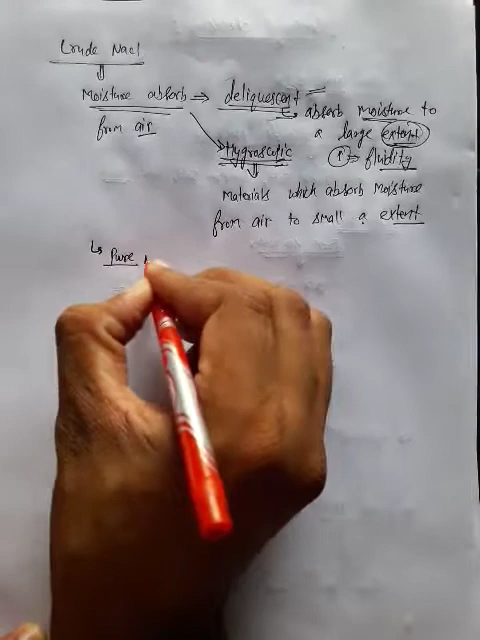 Crude Nacl
⇓
Moisture absorb ⇒ deliquescent
from air
↳ absorb moisture to
a large extent
↑ ⇒ fluidity
Hygroscopic
⇓
Materials which absorb Moisture
from air to small a extent
↳ Pure